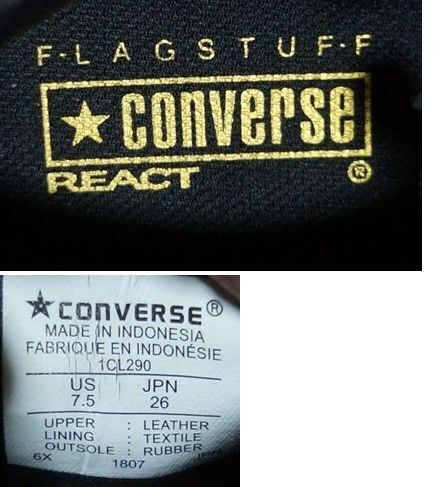 F-LAGSTUF-F
★ CONVERSE
REACT ®
★CONVERSE®
MADE IN INDONESIA
FABRIQUE EN INDONÉSIE
1CL290
US JPN
7.5 26
UPPER : LEATHER
LINING : TEXTILE
OUTSOLE : RUBBER
6X 1807